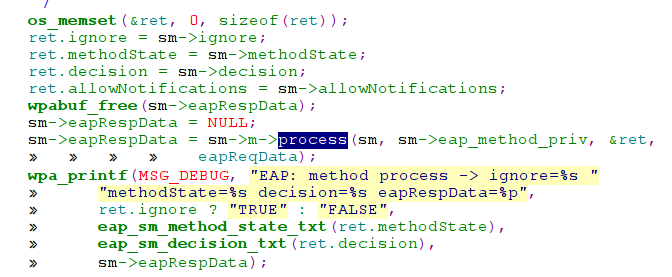 */
os_memset(&ret, 0, sizeof(ret));
ret.ignore = sm->ignore;
ret.methodState = sm->methodState;
ret.decision = sm->decision;
ret.allowNotifications = sm->allowNotifications;
wpabuf_free(sm->eapRespData);
sm->eapRespData = NULL;
sm->eapRespData = sm->m->process(sm, sm->eap_method_priv, &ret,
» » » » eapReqData);
wpa_printf(MSG_DEBUG, "EAP: method process -> ignore=%s "
» "methodState=%s decision=%s eapRespData=%p",
» ret.ignore ? "TRUE" : "FALSE",
» eap_sm_method_state_txt(ret.methodState),
» eap_sm_decision_txt(ret.decision),
» sm->eapRespData);